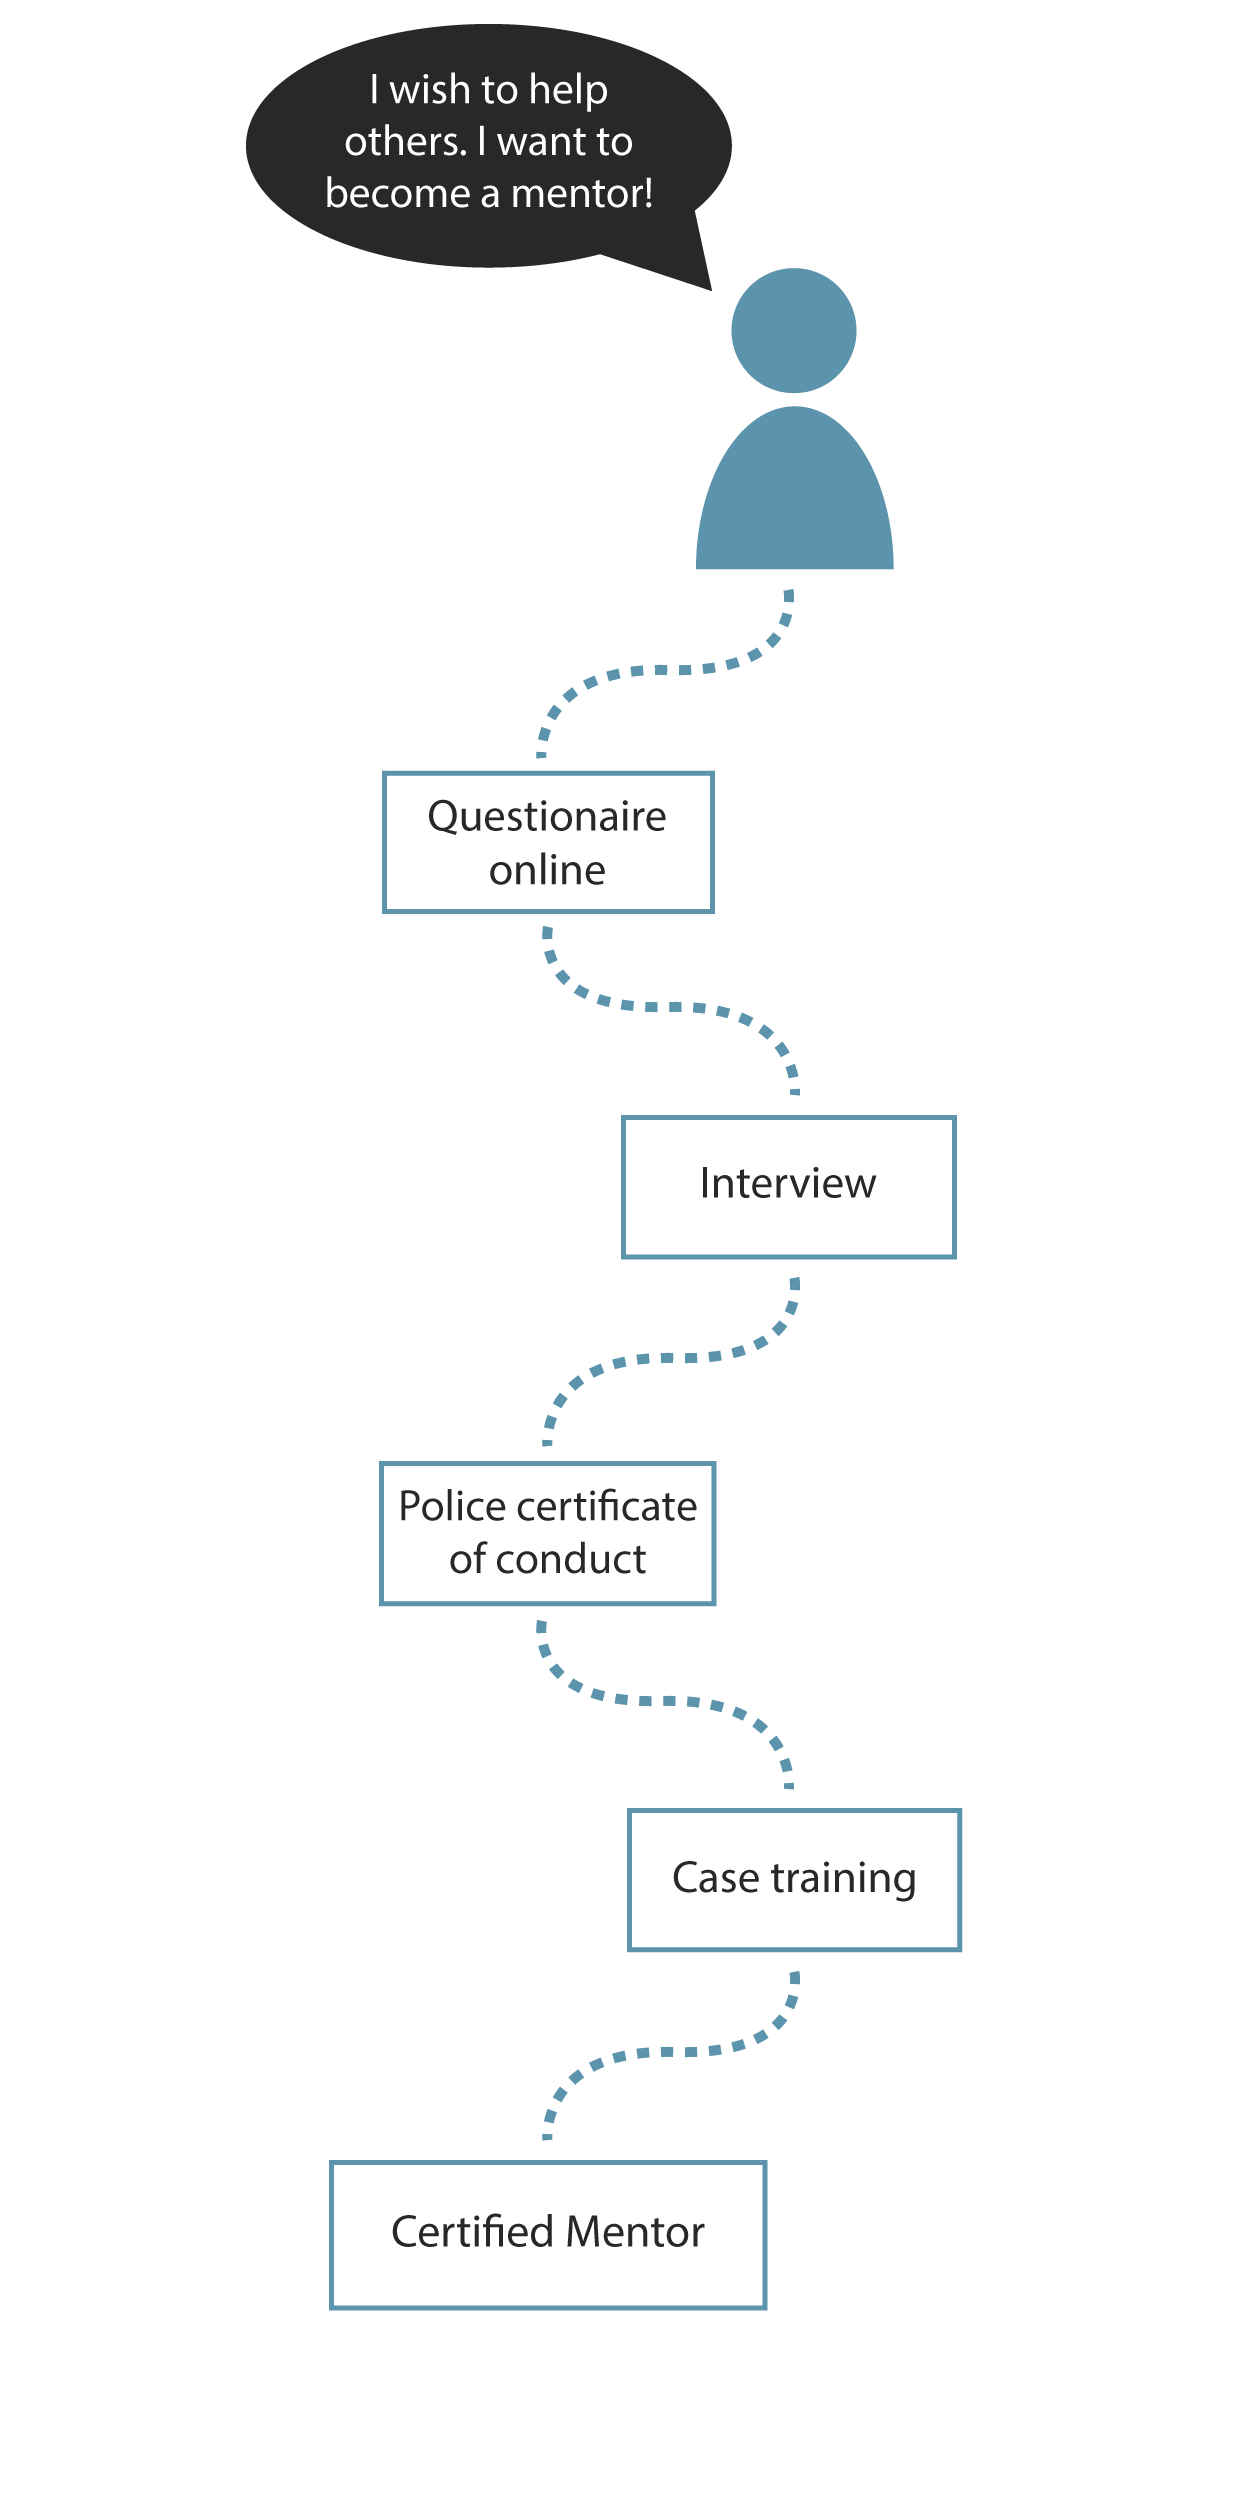 I wish to help
others. I want to
become a mentor!
Questionaire
online
Interview
Police certificate
of conduct
Case training
Certified Mentor